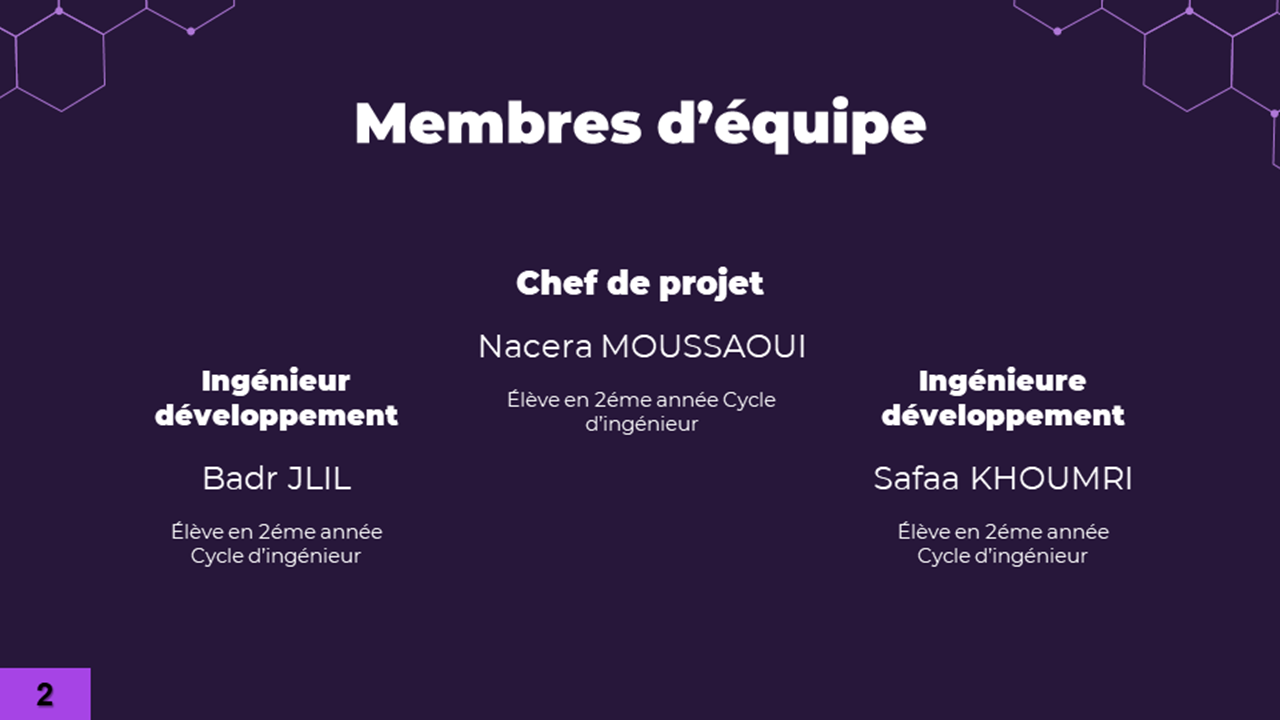 Membres d’équipe
Chef de projet
Nacera MOUSSAOUI
Élève en 2éme année Cycle
d’ingénieur
Ingénieur
développement
Badr JLIL
Élève en 2éme année
Cycle d’ingénieur
Ingénieure
développement
Safaa KHOUMRI
Élève en 2éme année
Cycle d’ingénieur
2